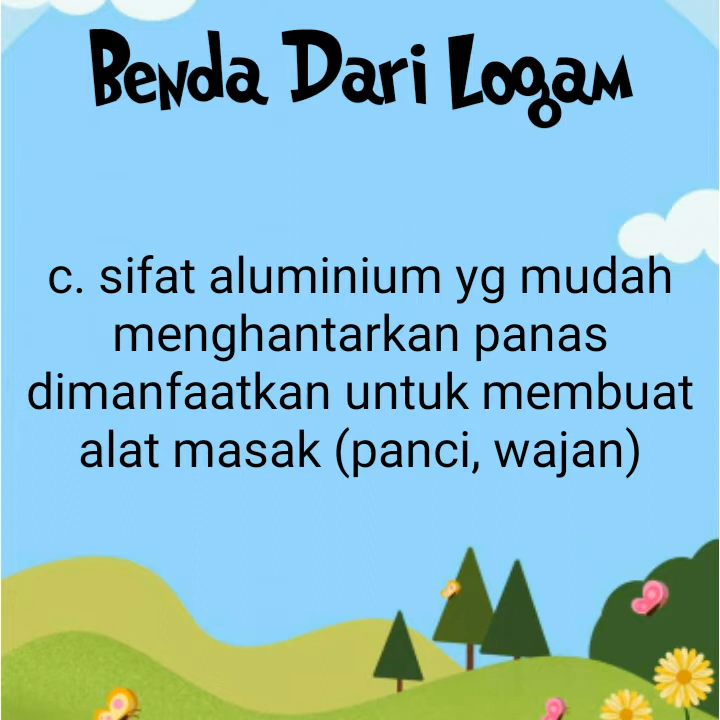 Benda Dari Logam
c. sifat aluminium yg mudah
menghantarkan panas
dimanfaatkan untuk membuat
alat masak (panci, wajan)